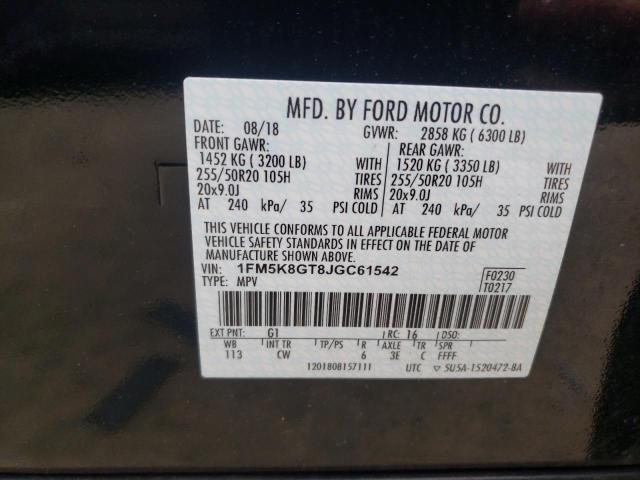 MFD. BY FORD MOTOR CO.
DATE: 08/18 GVWR: 2858 KG ( 6300 LB)
FRONT GAWR: REAR GAWR:
1452 KG ( 3200 LB) WITH 1520 KG ( 3350 LB) WITH
255/50R20 105H TIRES 255/50R20 105H TIRES
20x9.0J RIMS 20x9.0J RIMS
AT 240 kPa/ 35 PSI COLD AT 240 kPa/ 35 PSI COLD
THIS VEHICLE CONFORMS TO ALL APPLICABLE FEDERAL MOTOR
VEHICLE SAFETY STANDARDS IN EFFECT ON THE DATE OF
MANUFACTURE SHOWN ABOVE.
VIN: 1FM5K8GT8JGC61542 F0230
TYPE: MPV T0217
EXT PNT: G1 RC: 16 DSO:
WB INT TR TP/PS R AXLE TR SPR
113 CW 6 3E C FFFF
1201808157111 UTC ▽ 5U5A-1520472-BA